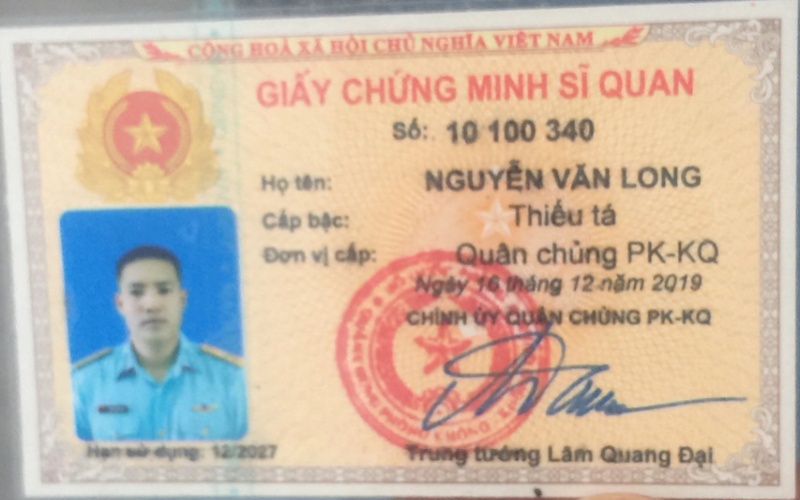 CỘNG HOÀ XÃ HỘI CHỦ NGHĨA VIỆT NAM
GIẤY CHỨNG MINH SĨ QUAN
Số: 10 100 340
Họ tên: NGUYỄN VĂN LONG
Cấp bậc: Thiếu tá
Đơn vị cấp: Quân chủng PK-KQ
Ngày 16 tháng 12 năm 2019
CHÍNH ỦY QUÂN CHỦNG PK-KQ
Hạn sử dụng: 12/2027
Trung tướng Lâm Quang Đại